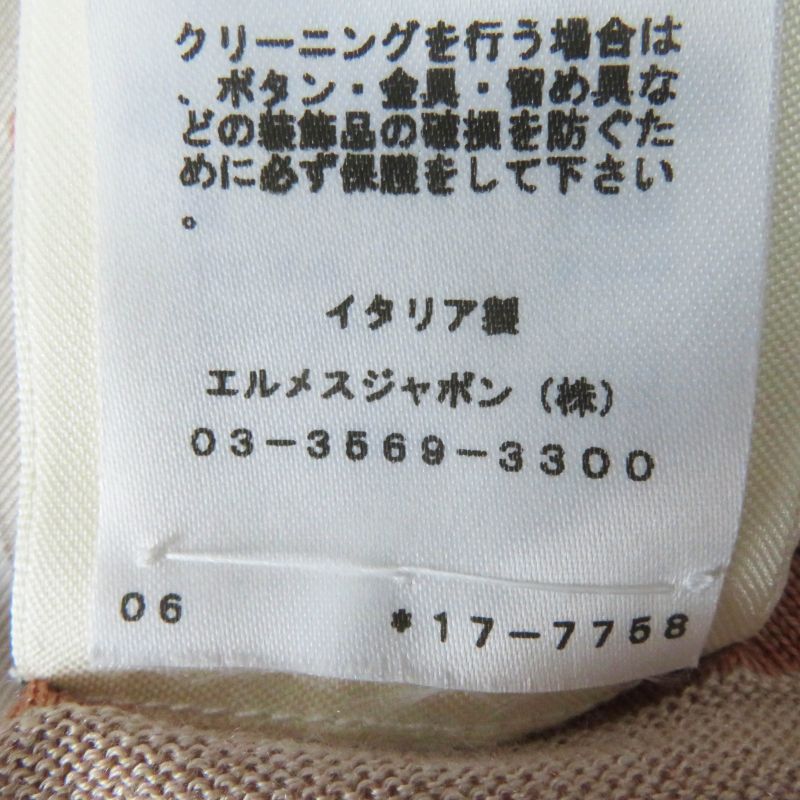 クリーニングを行う場合は
、ボタン・金具・留め具な
どの装飾品の破損を防ぐた
めに必ず保護をして下さい
。
イタリア製
エルメスジャポン（株）
03-3569-3300
06 *17-7758